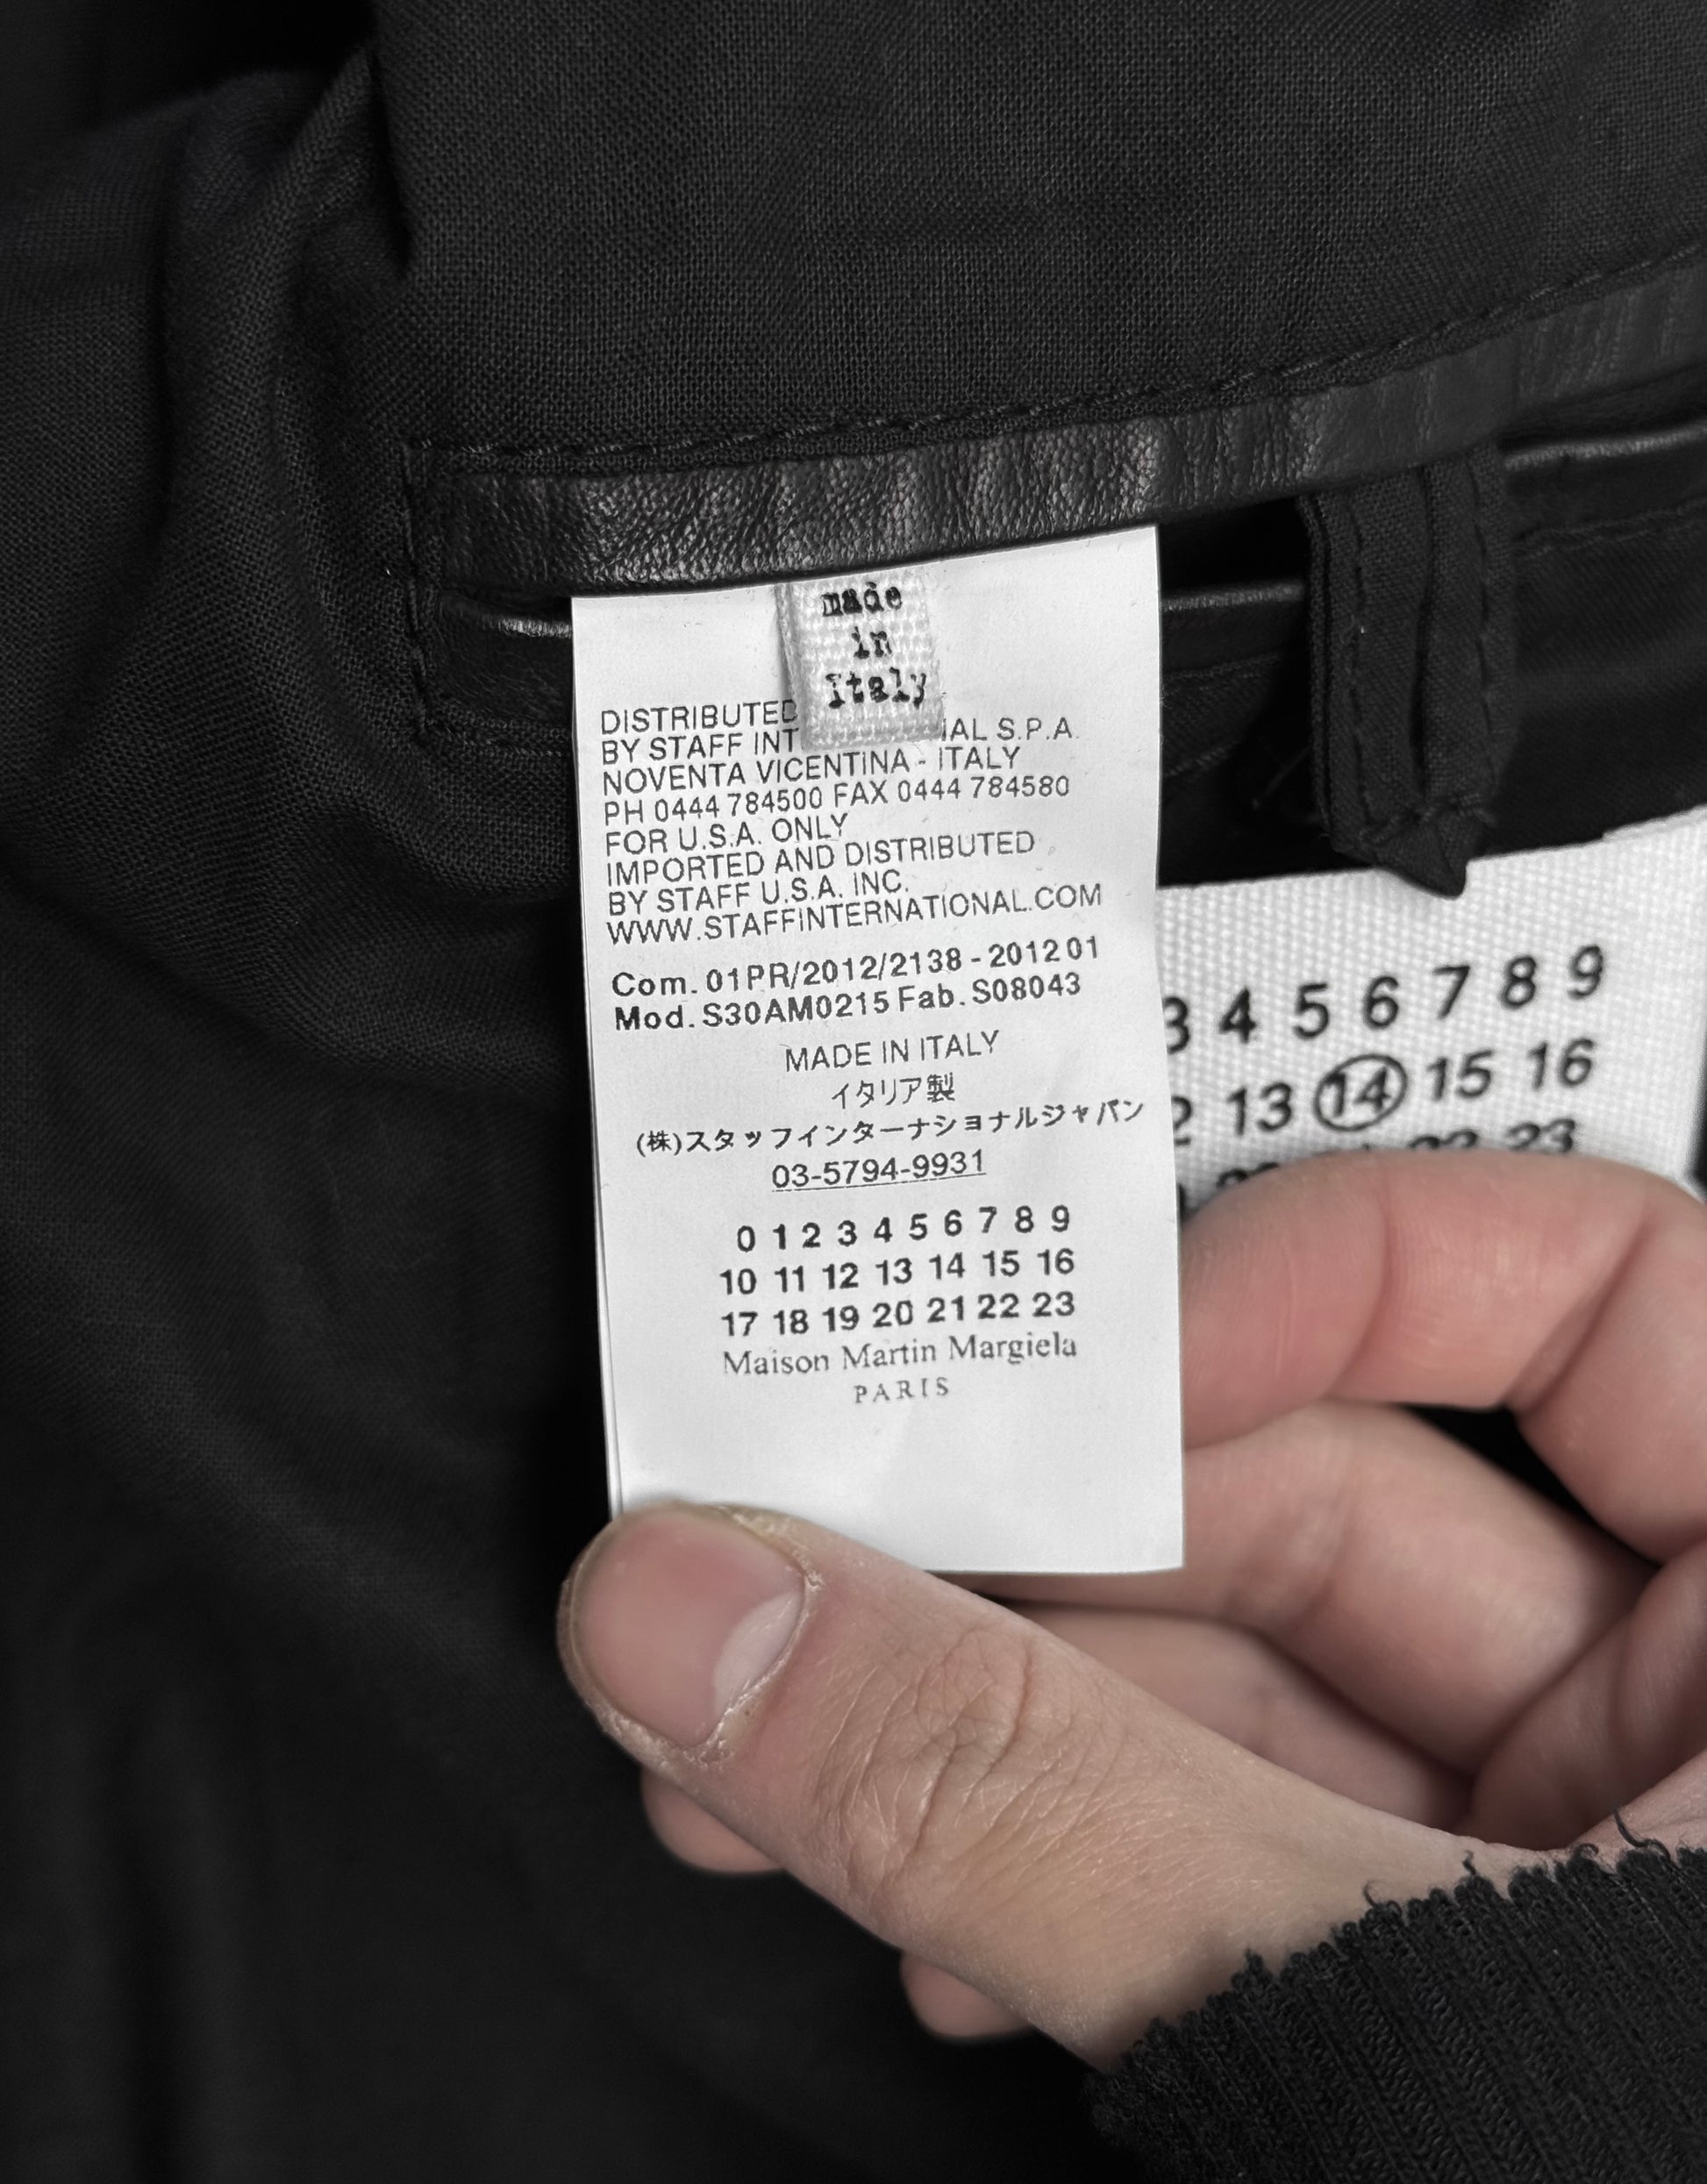 made
in
italy
DISTRIBUTED
BY STAFF S.P.A.
NOVENTA VICENTINA - ITALY
PH 0444 784500 FAX 0444 784580
FOR U.S.A. ONLY
IMPORTED AND DISTRIBUTED
BY STAFF U.S.A. INC.
WWW.STAFFINTERNATIONAL.COM
Com. 01PR/2012/2138 - 2012 01
Mod. S30AM0215 Fab. S08043
MADE IN ITALY
イタリア製
(株)スタッフインターナショナルジャパン
03-5794-9931
0 1 2 3 4 5 6 7 8 9
10 11 12 13 14 15 16
17 18 19 20 21 22 23
Maison Martin Margiela
PARIS
3 4 5 6 7 8 9
13 14 15 16
22 23